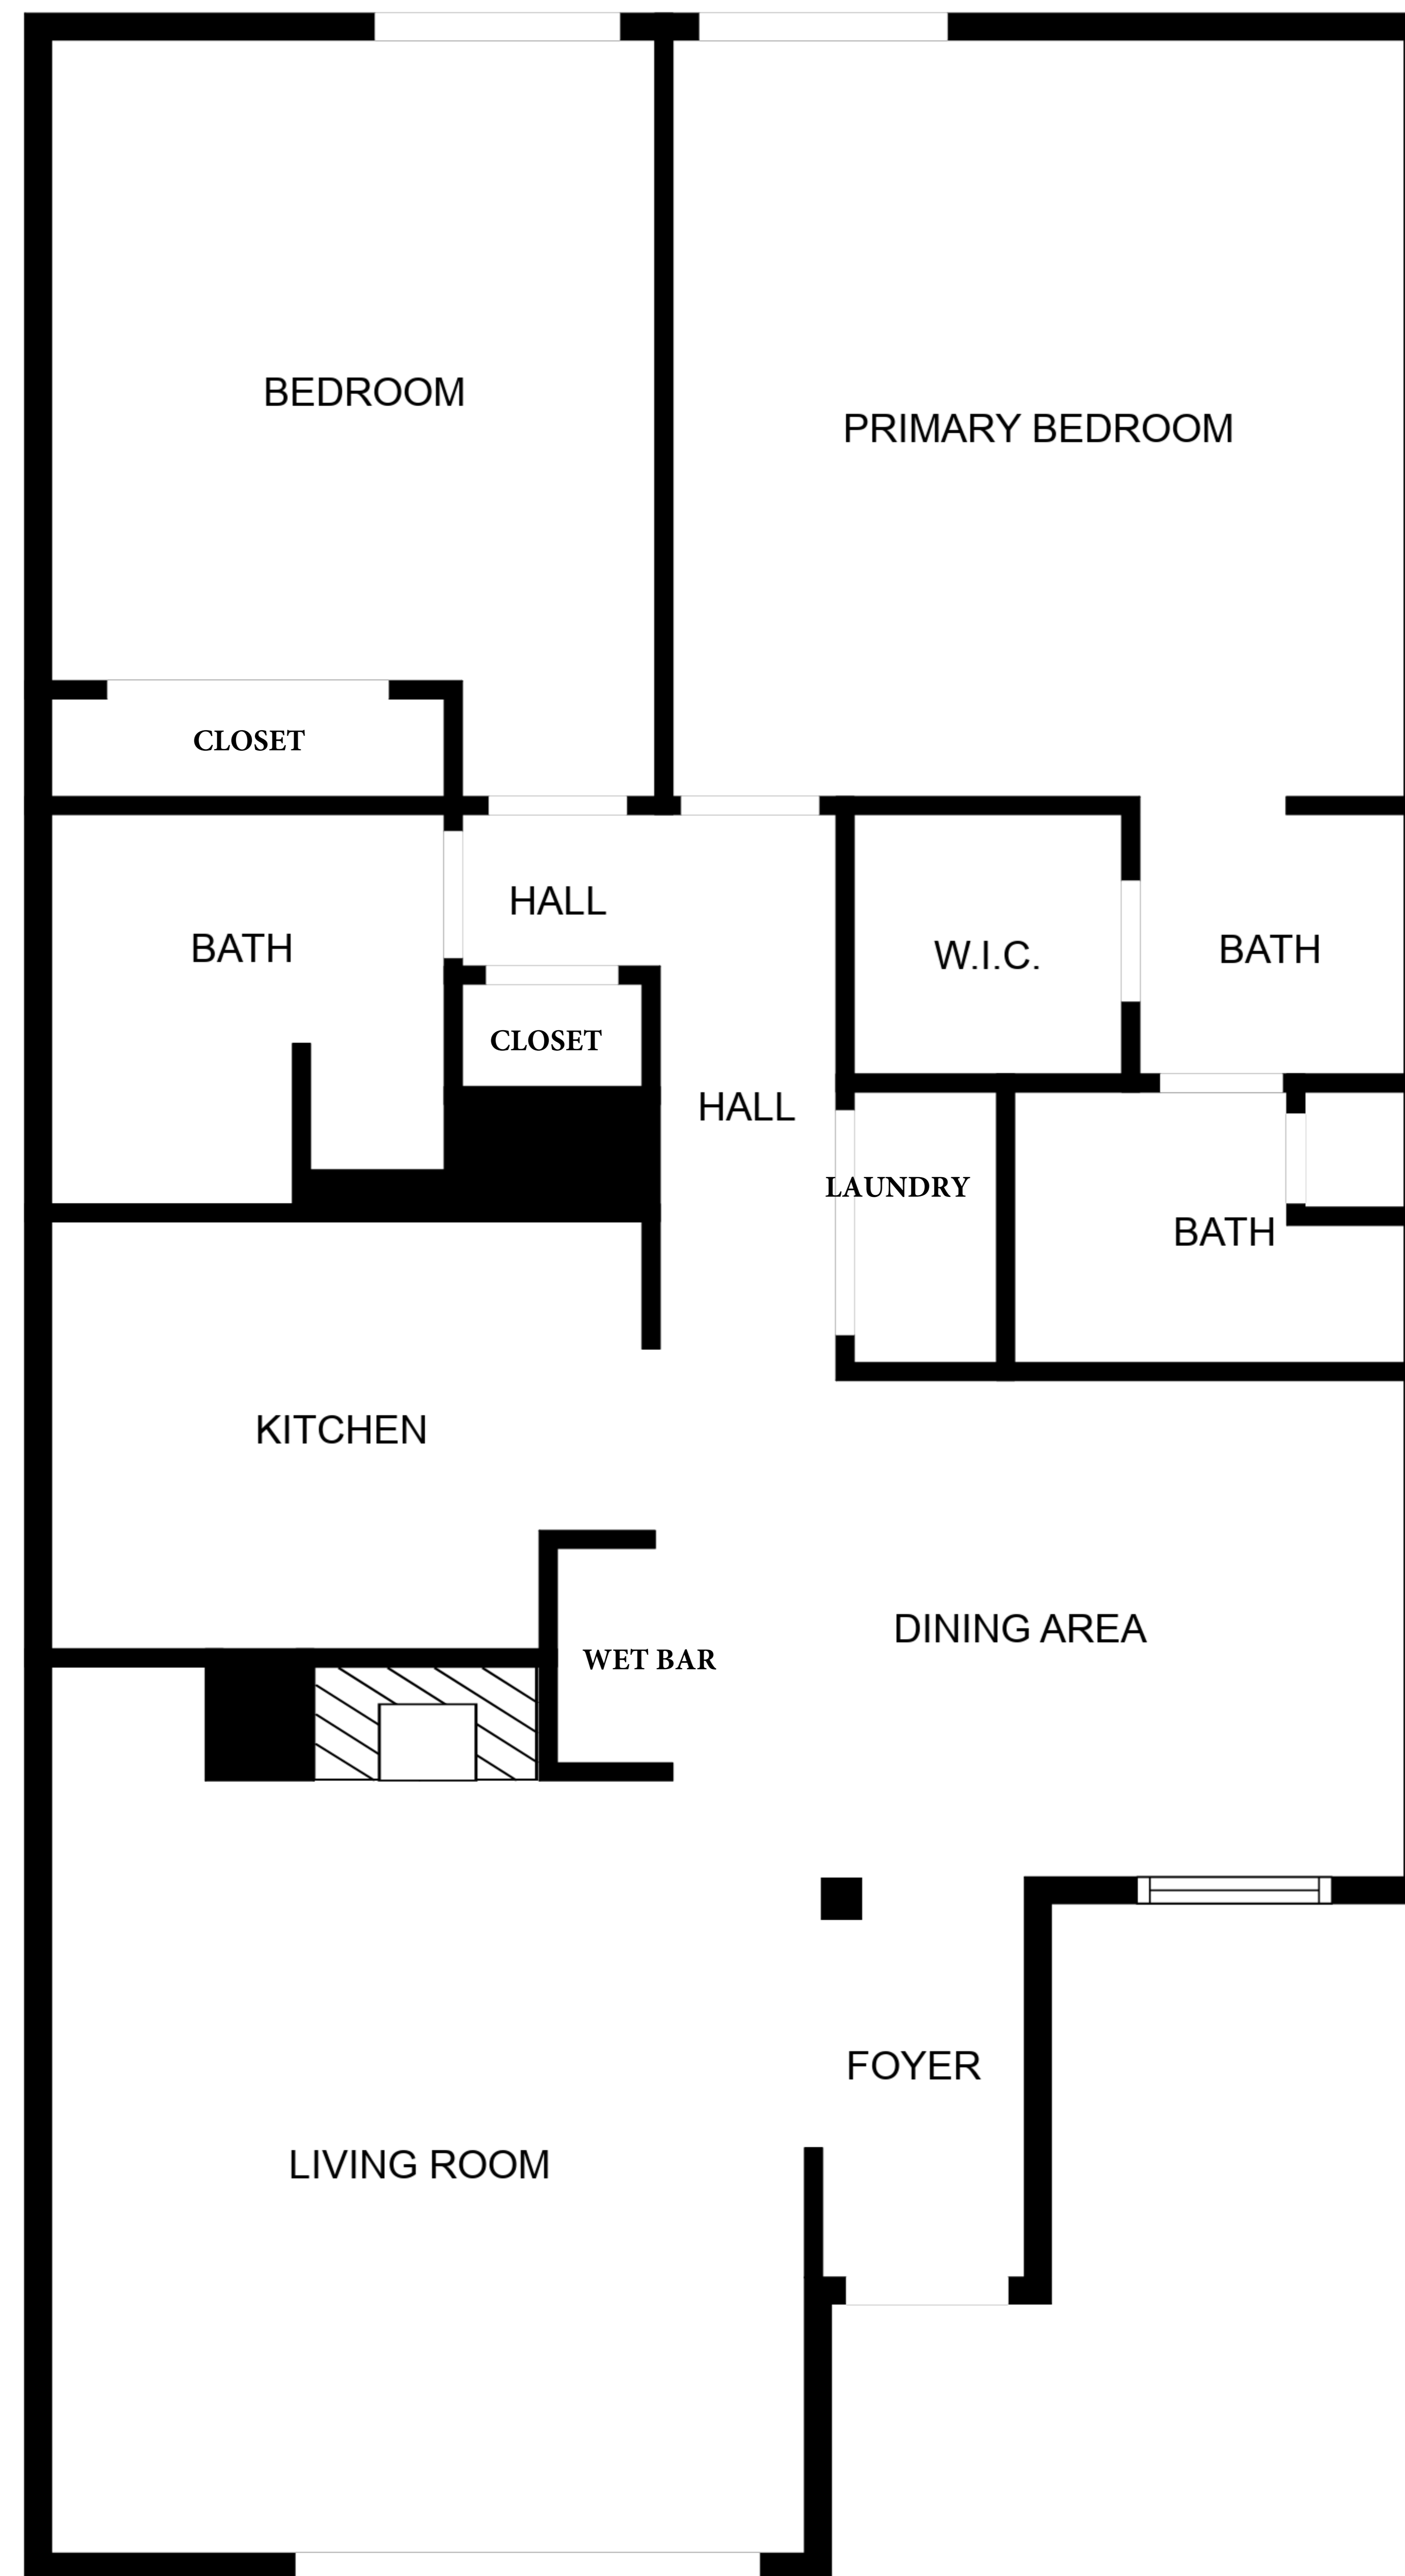 BEDROOM
PRIMARY BEDROOM
CLOSET
HALL
BATH
W.I.C.
BATH
CLOSET
HALL
LAUNDRY
BATH
KITCHEN
DINING AREA
WET BAR
FOYER
LIVING ROOM